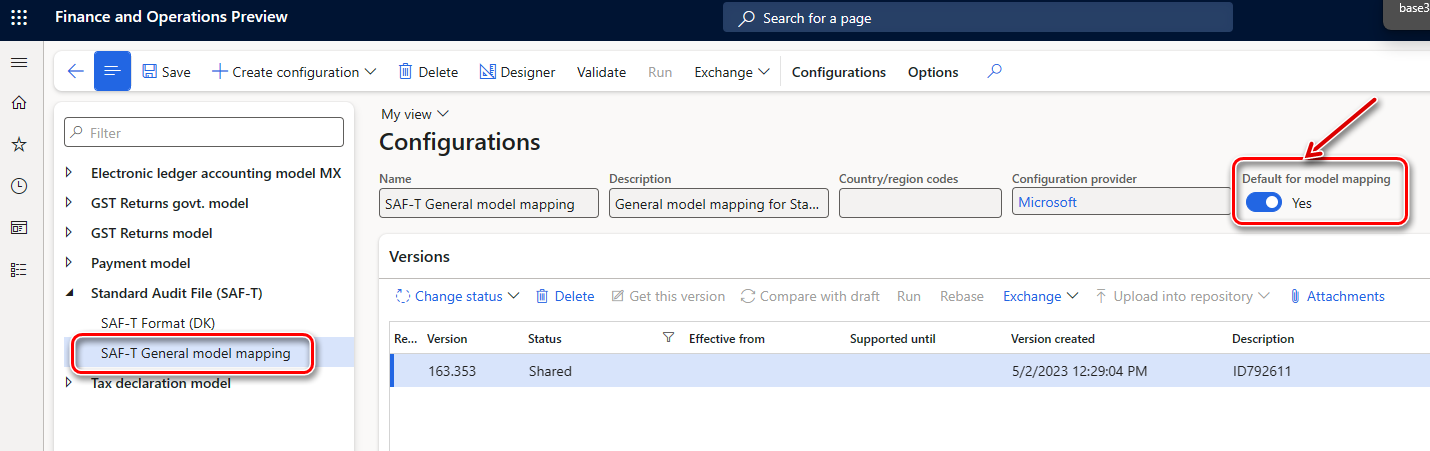 Finance and Operations Preview
Search for a page
base3
Save
Create configuration
Delete
Designer
Validate
Run
Exchange
Configurations
Options
Filter
Electronic ledger accounting model MX
GST Returns govt. model
GST Returns model
Payment model
Standard Audit File (SAF-T)
SAF-T Format (DK)
SAF-T General model mapping
Tax declaration model
My view
Configurations
Name
Description
Country/region codes
Configuration provider
Default for model mapping
SAF-T General model mapping
General model mapping for Sta...
Microsoft
Yes
Versions
Change status
Delete
Get this version
Compare with draft
Run
Rebase
Exchange
Upload into repository
Attachments
Re... Version Status Effective from Supported until Version created Description
163.353 Shared 5/2/2023 12:29:04 PM ID792611